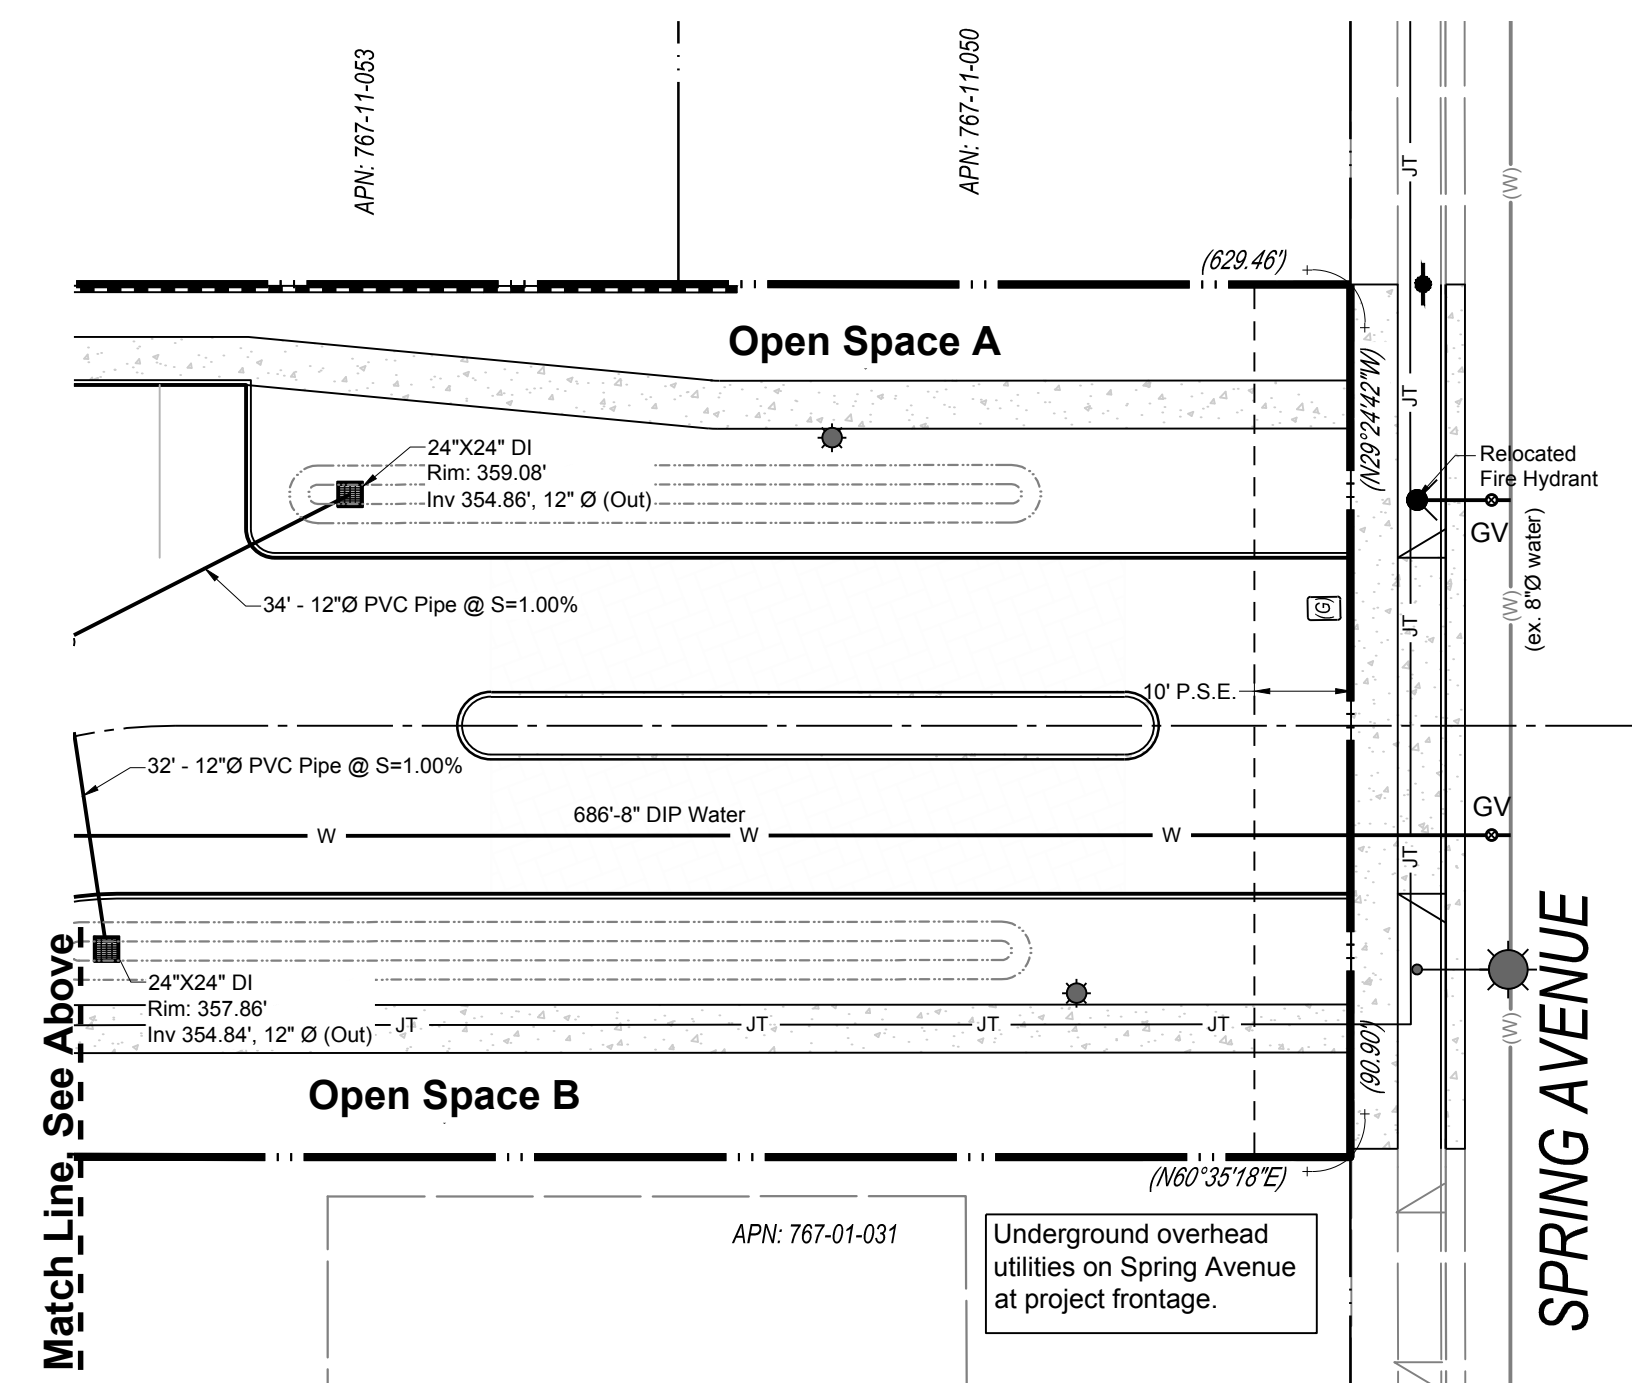 APN: 767-11-053
APN: 767-11-050
JT
(W)
(629.46')
Open Space A
(N29°24'42"W)
JT
24"X24" DI
Rim: 359.08'
Inv 354.86', 12" Ø (Out)
Relocated
Fire Hydrant
GV
(ex. 8"Ø water)
(W)
34' - 12"Ø PVC Pipe @ S=1.00%
(G)
JT
10' P.S.E.
32' - 12"Ø PVC Pipe @ S=1.00%
686'-8" DIP Water
GV
W
W
W
JT
Match Line, See Above
24"X24" DI
Rim: 357.86'
Inv 354.84', 12" Ø (Out)
JT
JT
JT
JT
(W)
(90.90')
SPRING AVENUE
Open Space B
(N60°35'18"E)
APN: 767-01-031
Underground overhead
utilities on Spring Avenue
at project frontage.